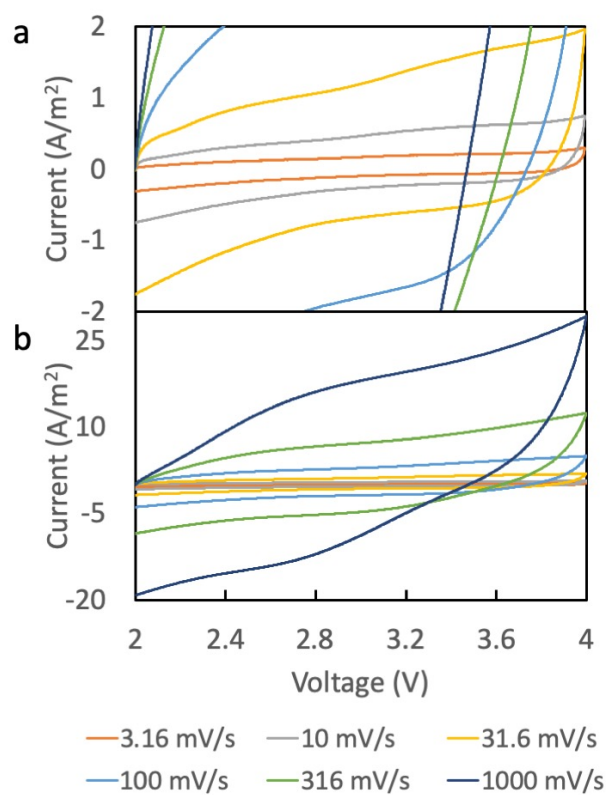 a
Current (A/m²)
2
1
0
-1
-2
b
Current (A/m²)
25
10
-5
-20
2 2.4 2.8 3.2 3.6 4
Voltage (V)
3.16 mV/s 10 mV/s 31.6 mV/s
100 mV/s 316 mV/s 1000 mV/s